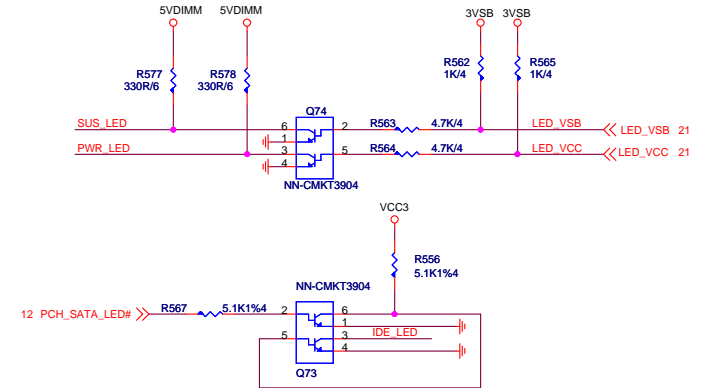 5VDIMM 5VDIMM 3VSB 3VSB
R577 330R/6
R578 330R/6
R562 1K/4
R565 1K/4
Q74
SUS_LED 6 2 R563 4.7K/4 LED_VSB LED_VSB 21
1
PWR_LED 3 5 R564 4.7K/4 LED_VCC LED_VCC 21
4
NN-CMKT3904
VCC3
R556
5.1K1%4
NN-CMKT3904
12 PCH_SATA_LED# R567 5.1K1%4 2 6
1
5 3 IDE_LED
4
Q73